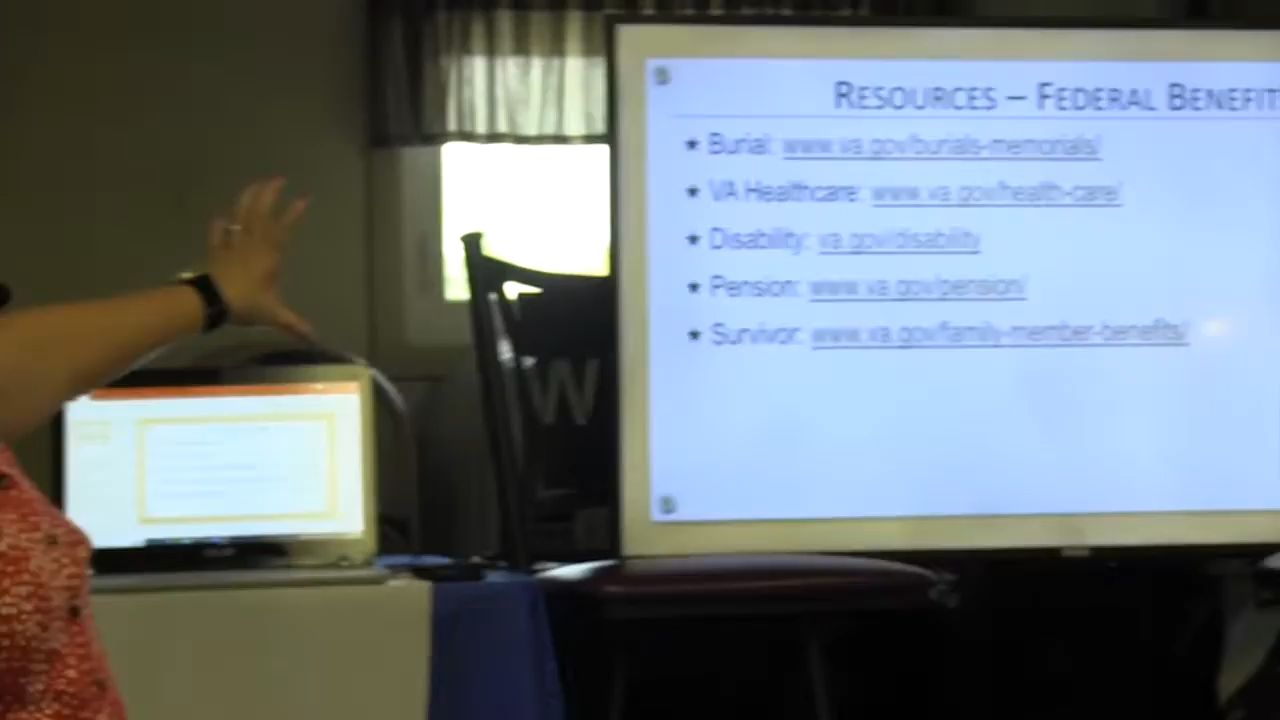 RESOURCES – FEDERAL BENEFIT
★ Burial: www.va.gov/burials-memorials/
★ VA Healthcare: www.va.gov/health-care/
★ Disability: va.gov/disability
★ Pension: www.va.gov/pension/
★ Survivor: www.va.gov/family-member-benefits/
W